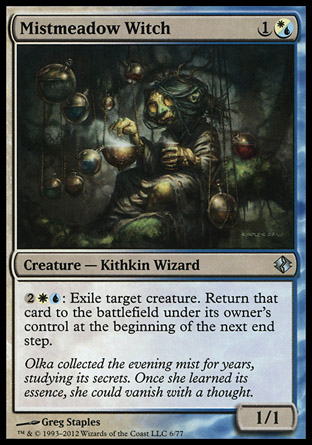 Mistmeadow Witch 1
Creature — Kithkin Wizard
2: Exile target creature. Return that
card to the battlefield under its owner's
control at the beginning of the next end
step.
Olka collected the evening mist for years,
studying its secrets. Once she learned its
essence, she could vanish with a thought.
Greg Staples
™ & © 1993–2012 Wizards of the Coast LLC 6/77
1/1